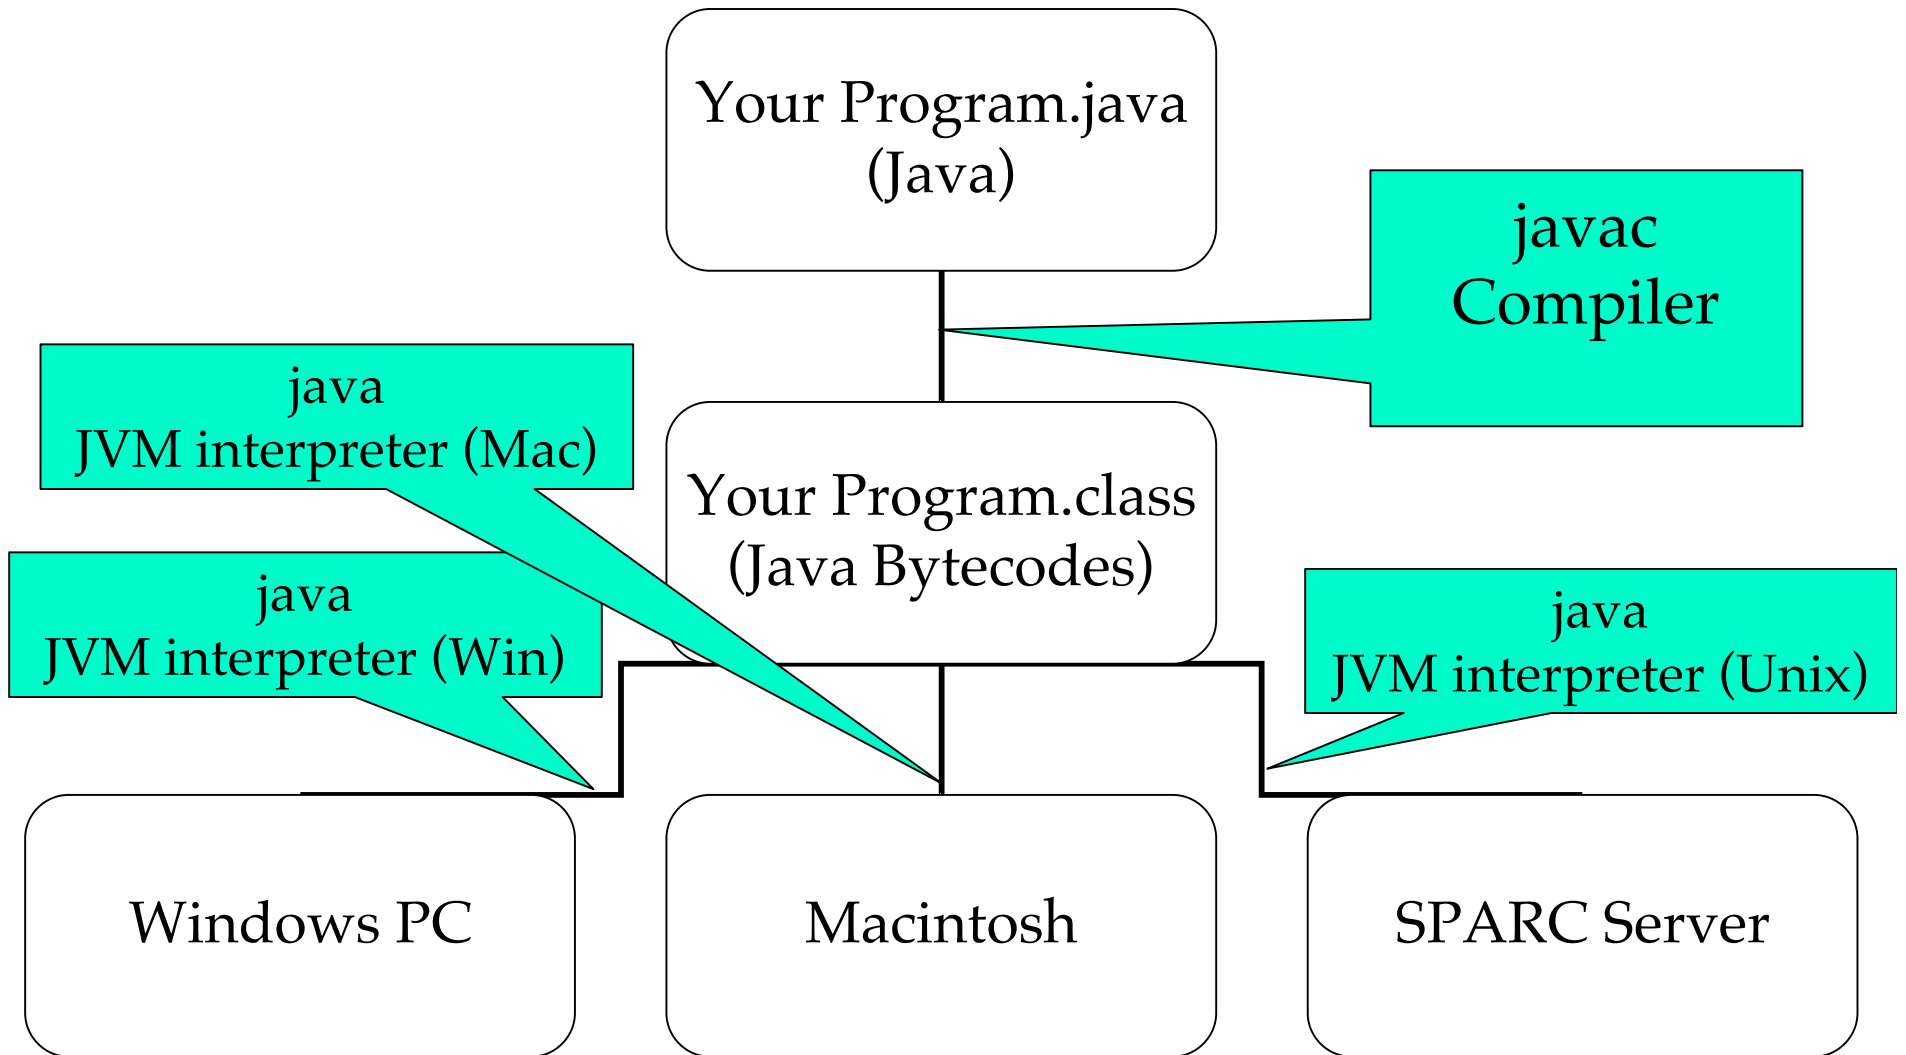 Your Program.java
(Java)
javac
Compiler
java
JVM interpreter (Mac)
Your Program.class
(Java Bytecodes)
java
JVM interpreter (Win)
java
JVM interpreter (Unix)
Windows PC
Macintosh
SPARC Server